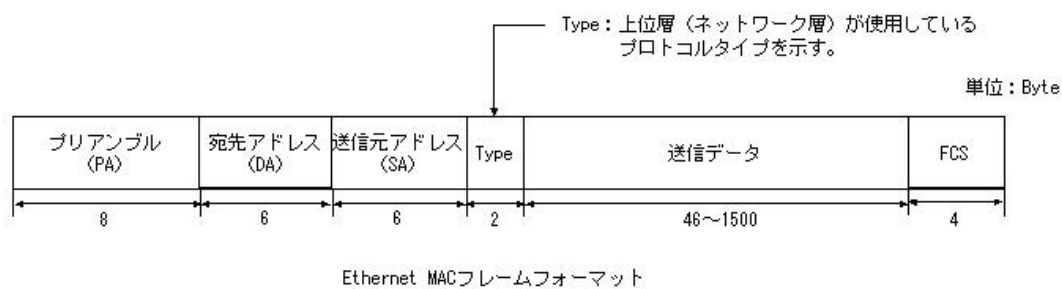 Type：上位層（ネットワーク層）が使用している
プロトコルタイプを示す。
単位：Byte
プリアンブル
(PA)
宛先アドレス
(DA)
送信元アドレス
(SA)
Type
送信データ
FCS
8
6
6
2
46～1500
4
Ethernet MACフレームフォーマット